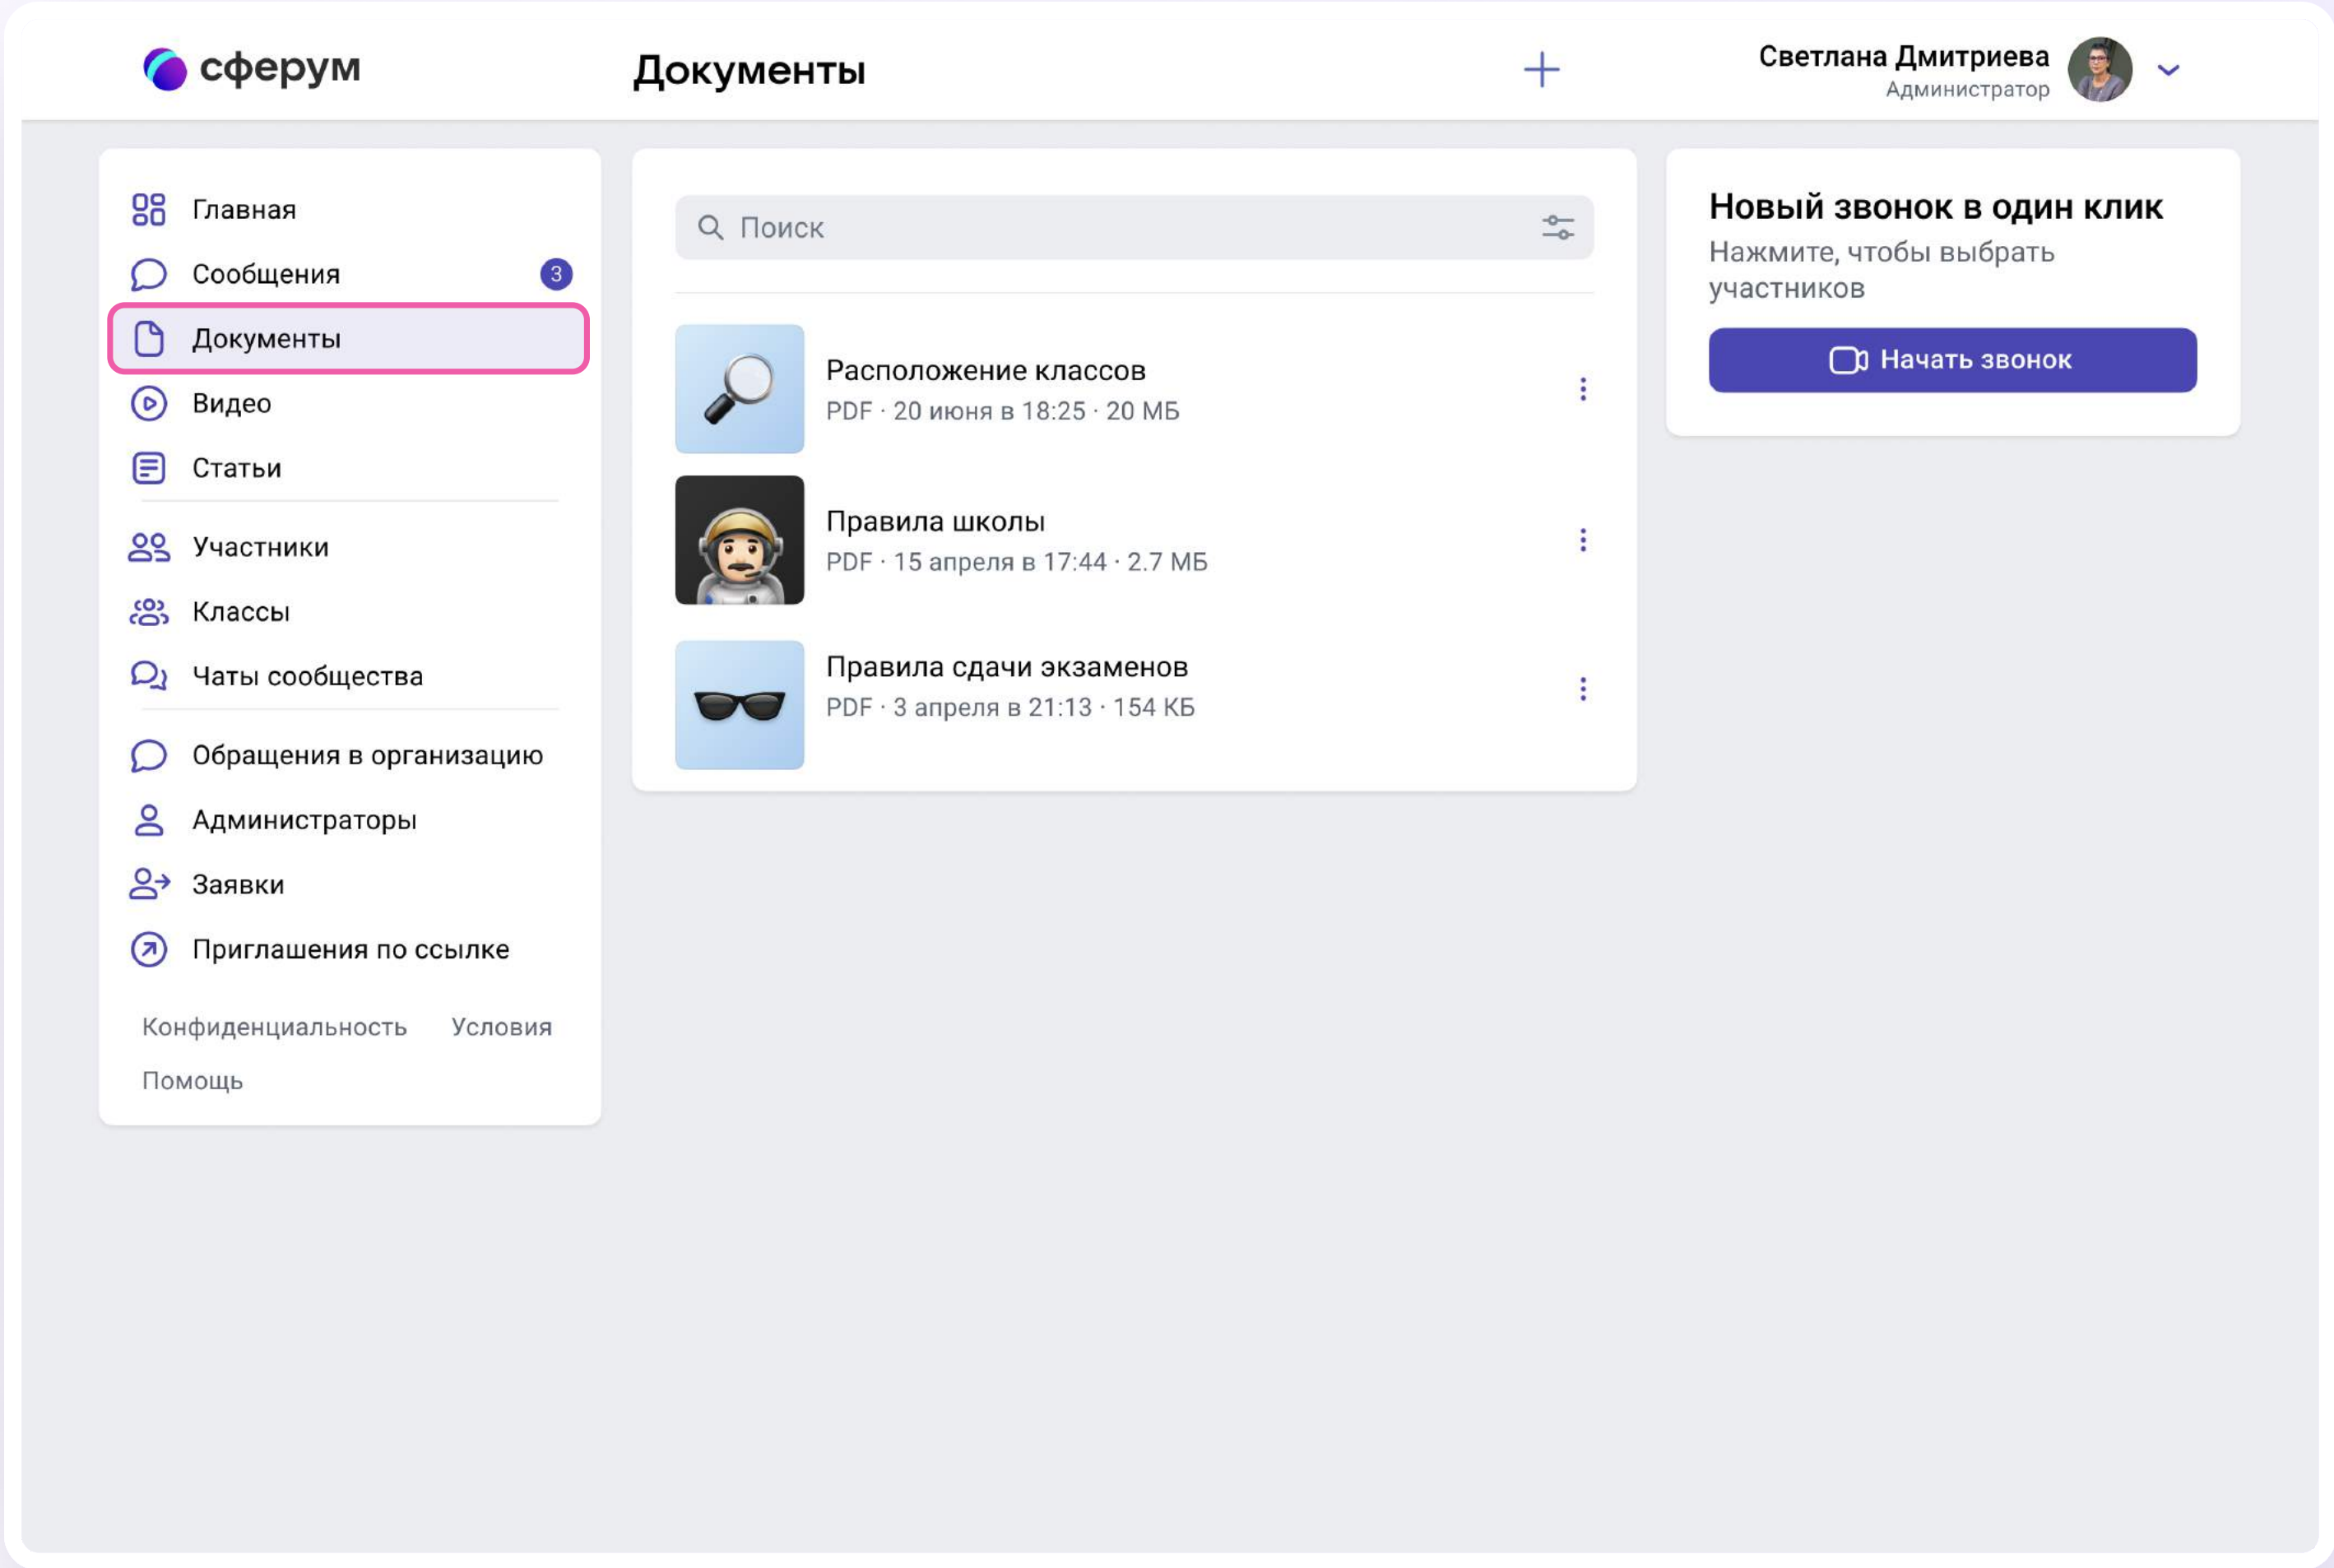 сферум
Документы
Светлана Дмитриева
Администратор
Главная
Сообщения
3
Документы
Видео
Статьи
Участники
Классы
Чаты сообщества
Обращения в организацию
Администраторы
Заявки
Приглашения по ссылке
Конфиденциальность Условия
Помощь
Поиск
Расположение классов
PDF · 20 июня в 18:25 · 20 МБ
Правила школы
PDF · 15 апреля в 17:44 · 2.7 МБ
Правила сдачи экзаменов
PDF · 3 апреля в 21:13 · 154 КБ
Новый звонок в один клик
Нажмите, чтобы выбрать
участников
Начать звонок